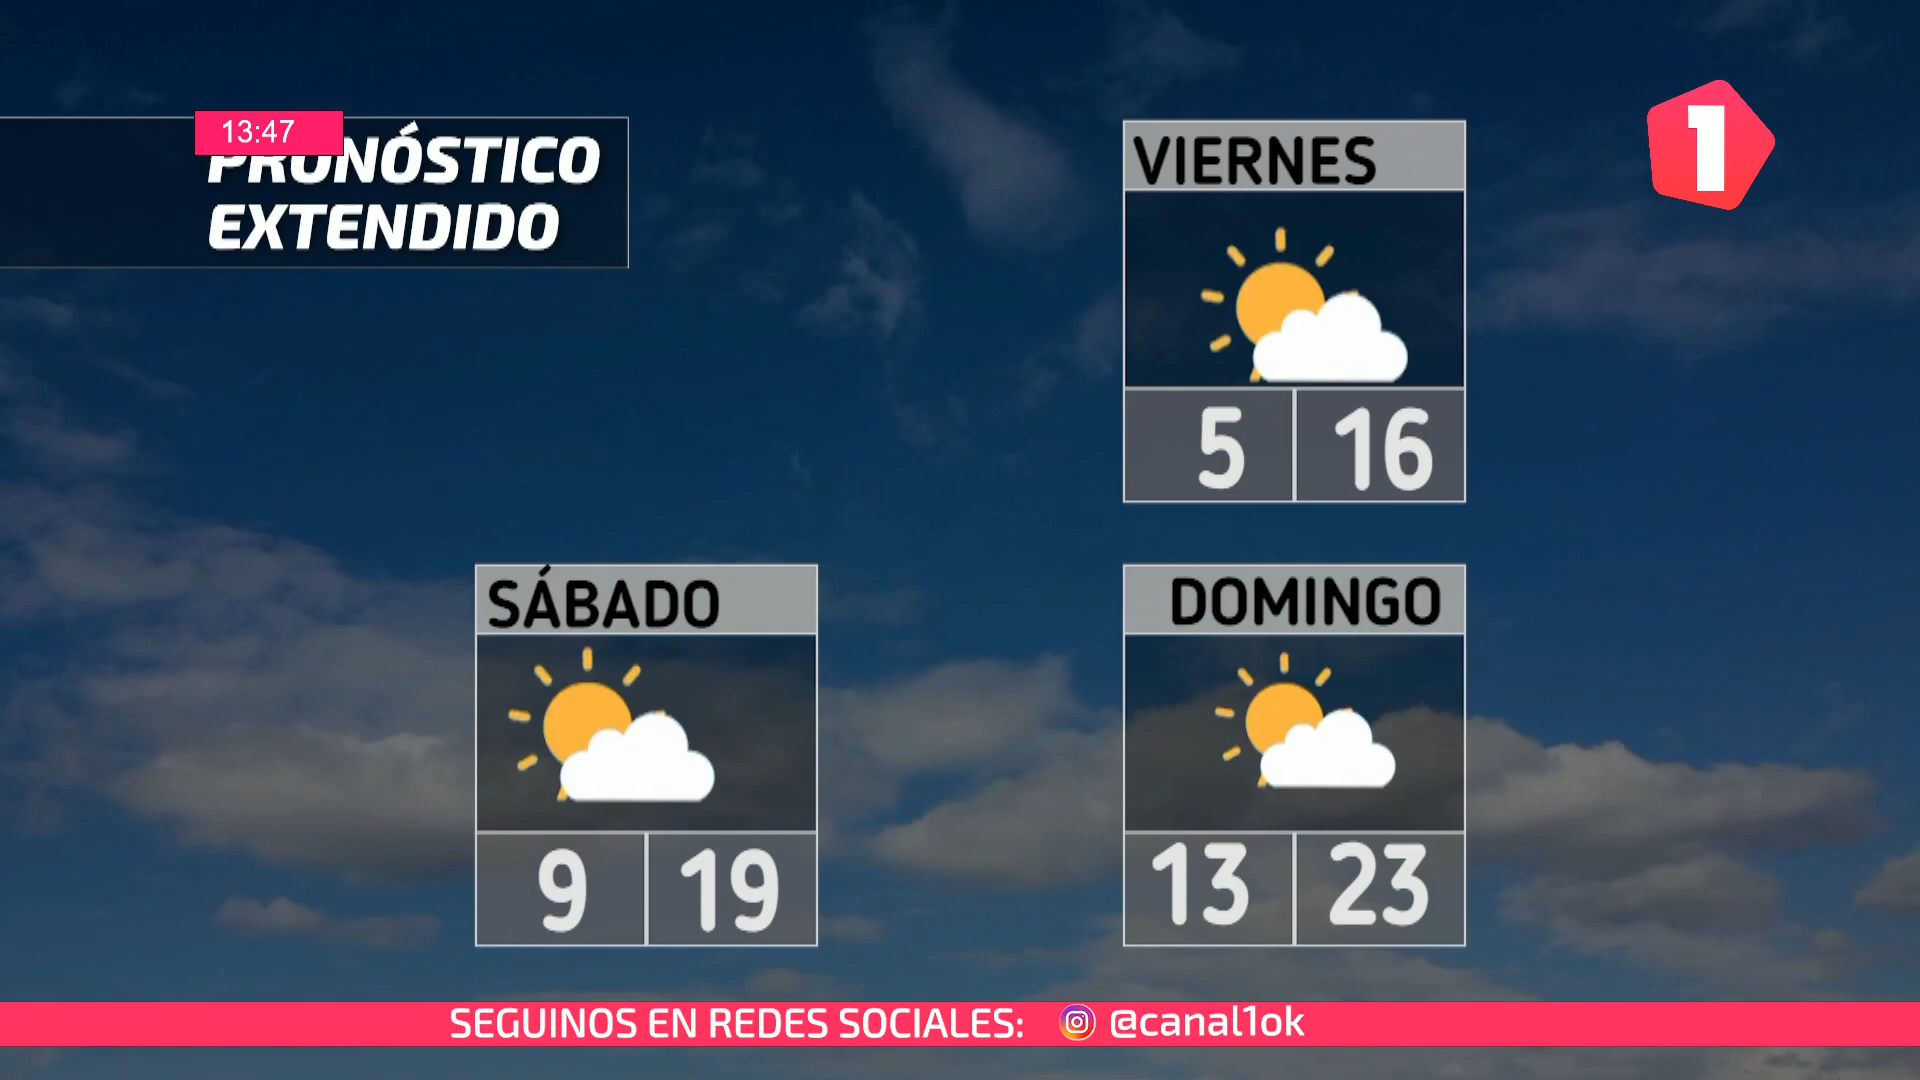 13:47
PRONÓSTICO
EXTENDIDO
1
VIERNES
5 16
SÁBADO
9 19
DOMINGO
13 23
SEGUINOS EN REDES SOCIALES: @canal1ok